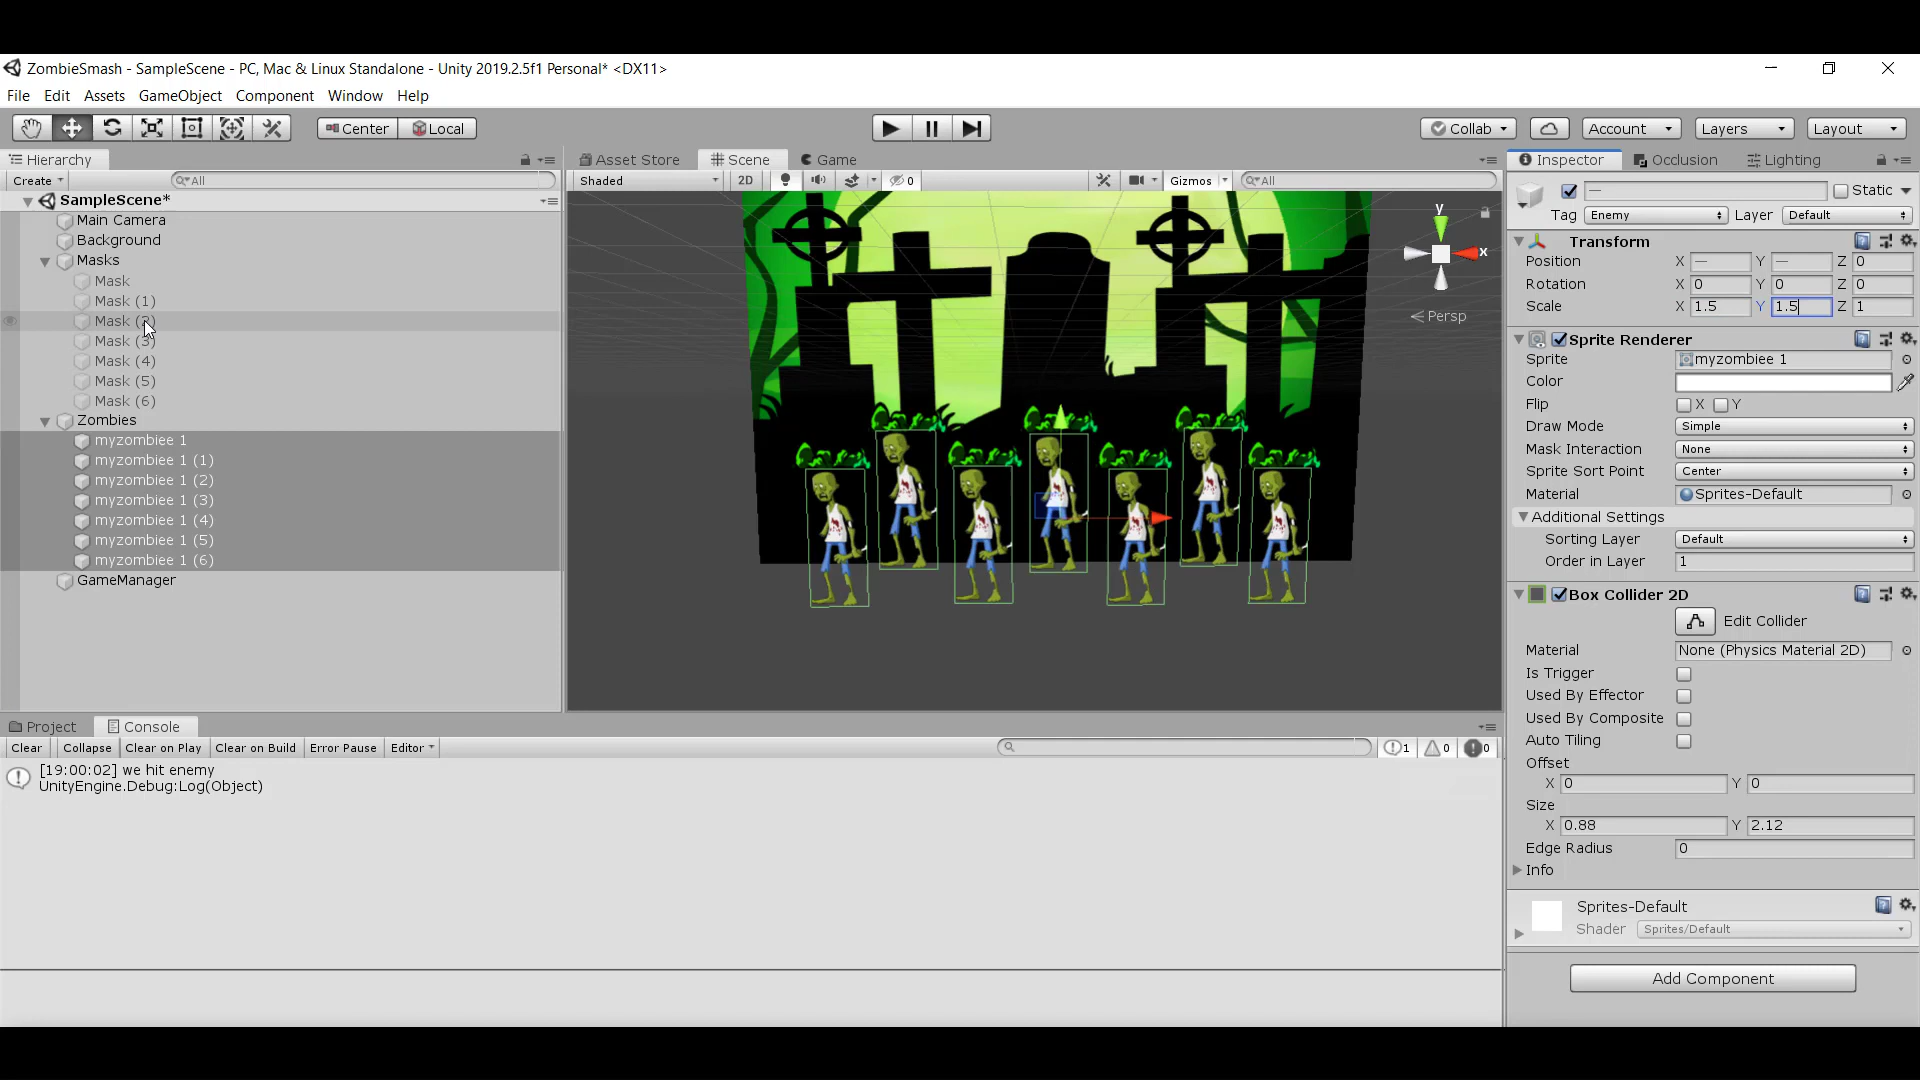 ZombieSmash - SampleScene - PC, Mac & Linux Standalone - Unity 2019.2.5f1 Personal* <DX11>
File Edit Assets GameObject Component Window Help
Center Local Collab Account Layers Layout
Hierarchy
Create All
SampleScene*
Main Camera
Background
Masks
Mask
Mask (1)
Mask (2)
Mask (3)
Mask (4)
Mask (5)
Mask (6)
Zombies
myzombiee 1
myzombiee 1 (1)
myzombiee 1 (2)
myzombiee 1 (3)
myzombiee 1 (4)
myzombiee 1 (5)
myzombiee 1 (6)
GameManager
Asset Store Scene Game
Shaded 2D 0 Gizmos All
y
x
Persp
Project Console
Clear Collapse Clear on Play Clear on Build Error Pause Editor 1 0 0
[19:00:02] we hit enemy
UnityEngine.Debug:Log(Object)
Inspector Occlusion Lighting
— Static
Tag Enemy Layer Default
Transform
Position X — Y — Z 0
Rotation X 0 Y 0 Z 0
Scale X 1.5 Y 1.5 Z 1
Sprite Renderer
Sprite myzombiee 1
Color
Flip X Y
Draw Mode Simple
Mask Interaction None
Sprite Sort Point Center
Material Sprites-Default
Additional Settings
Sorting Layer Default
Order in Layer 1
Box Collider 2D
Edit Collider
Material None (Physics Material 2D)
Is Trigger
Used By Effector
Used By Composite
Auto Tiling
Offset
X 0 Y 0
Size
X 0.88 Y 2.12
Edge Radius 0
Info
Sprites-Default
Shader Sprites/Default
Add Component